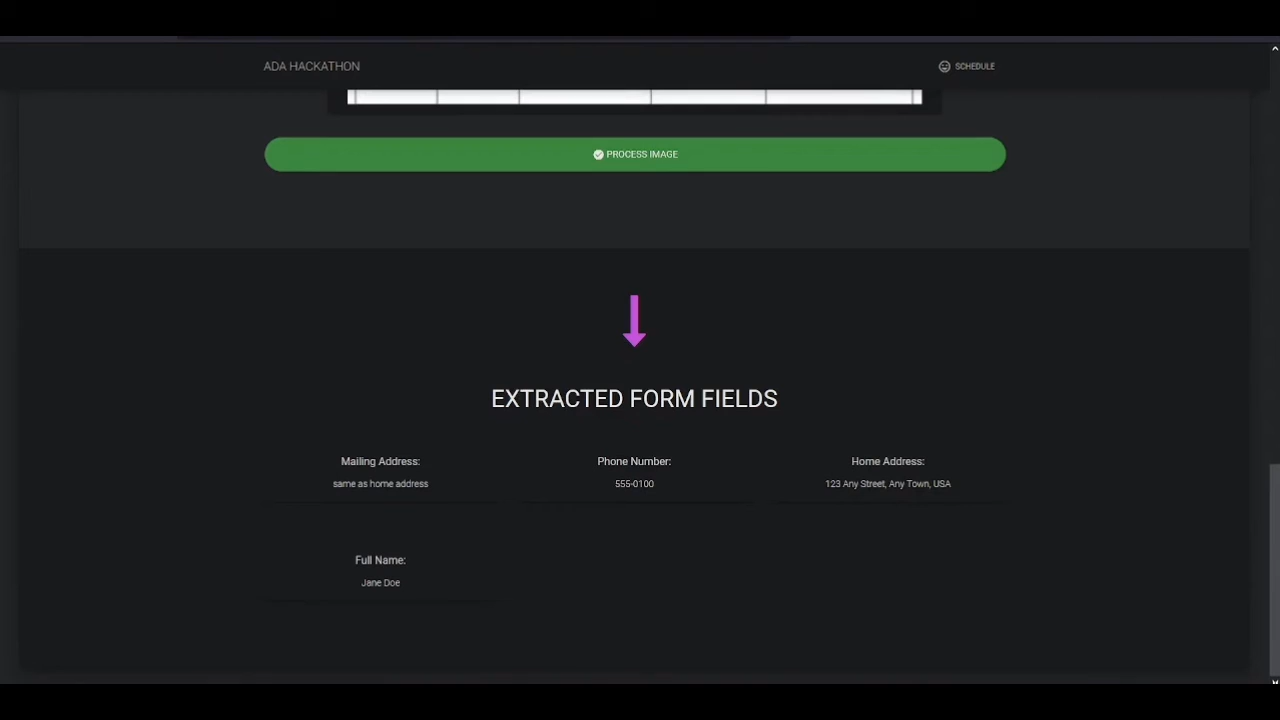 ADA HACKATHON
SCHEDULE
PROCESS IMAGE
EXTRACTED FORM FIELDS
Mailing Address:
same as home address
Phone Number:
555-0100
Home Address:
123 Any Street, Any Town, USA
Full Name:
Jane Doe